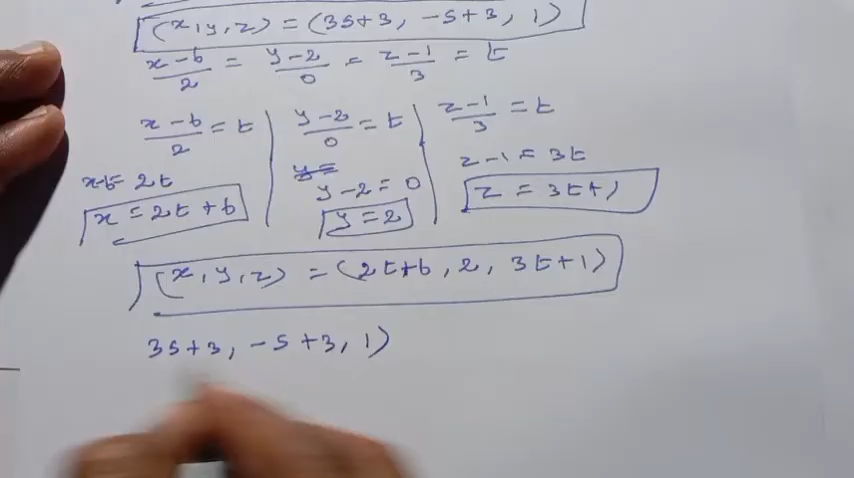 (x, y, z) = (3s+3, -s+3, 1)
x-6/2 = y-2/0 = z-1/3 = t
x-6/2 = t y-2/0 = t z-1/3 = t
x-6 = 2t y= z-1 = 3t
x = 2t+6 y-2 = 0 z = 3t+1
y = 2
(x, y, z) = (2t+6, 2, 3t+1)
3s+3, -s+3, 1)